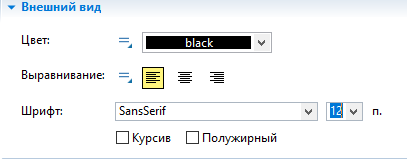 Внешний вид
Цвет: black
Выравнивание:
Шрифт: SansSerif 12 п.
Курсив Полужирный